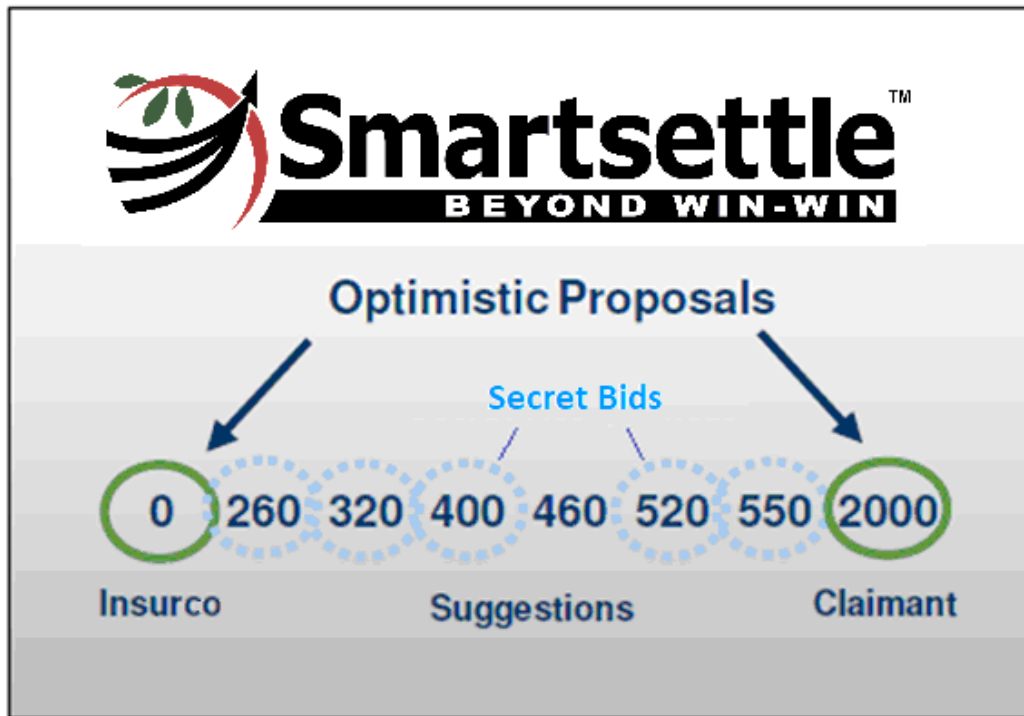 Smartsettle™
BEYOND WIN-WIN
Optimistic Proposals
Secret Bids
0 260 320 400 460 520 550 2000
Insurco Suggestions Claimant